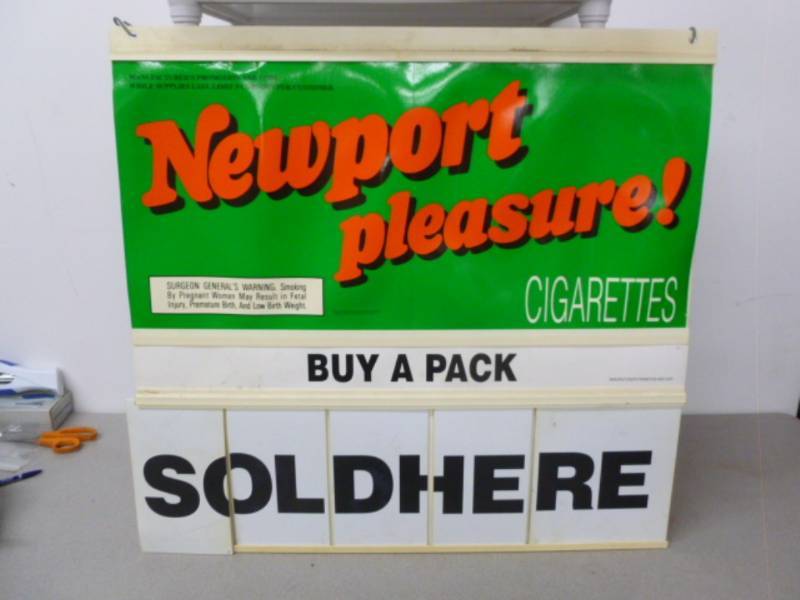 Newport
pleasure!
SURGEON GENERAL'S WARNING: Smoking
By Pregnant Women May Result in Fetal
Injury, Premature Birth, And Low Birth Weight.
CIGARETTES
BUY A PACK
SOLDHERE